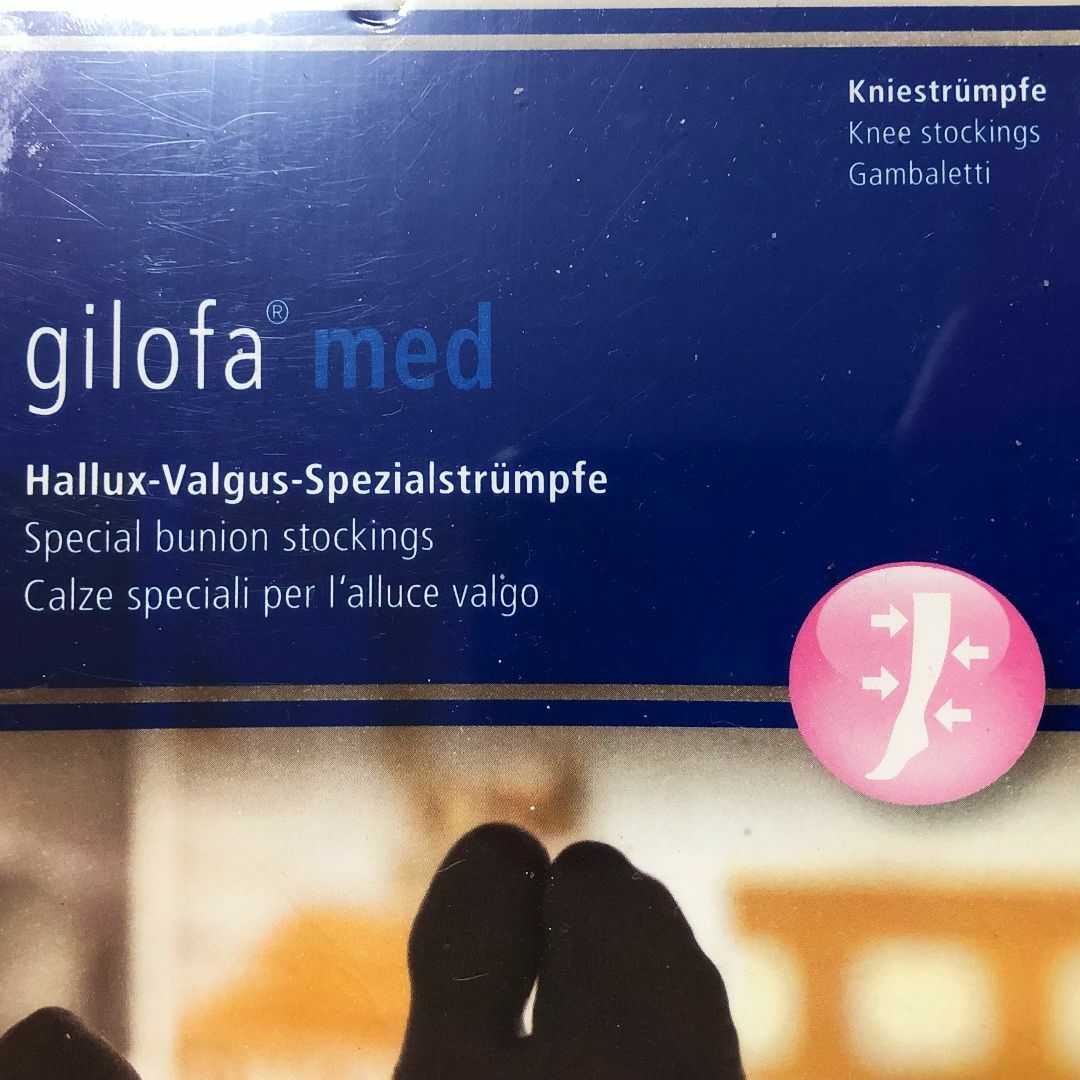 Kniestrümpfe
Knee stockings
Gambaletti
gilofa® med
Hallux-Valgus-Spezialstrümpfe
Special bunion stockings
Calze speciali per l'alluce valgo